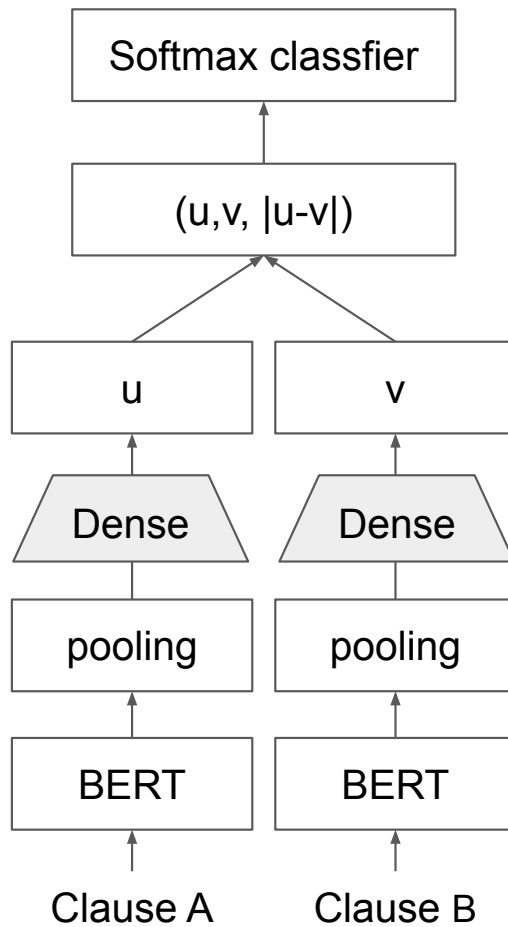 Softmax classfier
(u,v, |u-v|)
u
v
Dense
Dense
pooling
pooling
BERT
BERT
Clause A
Clause B